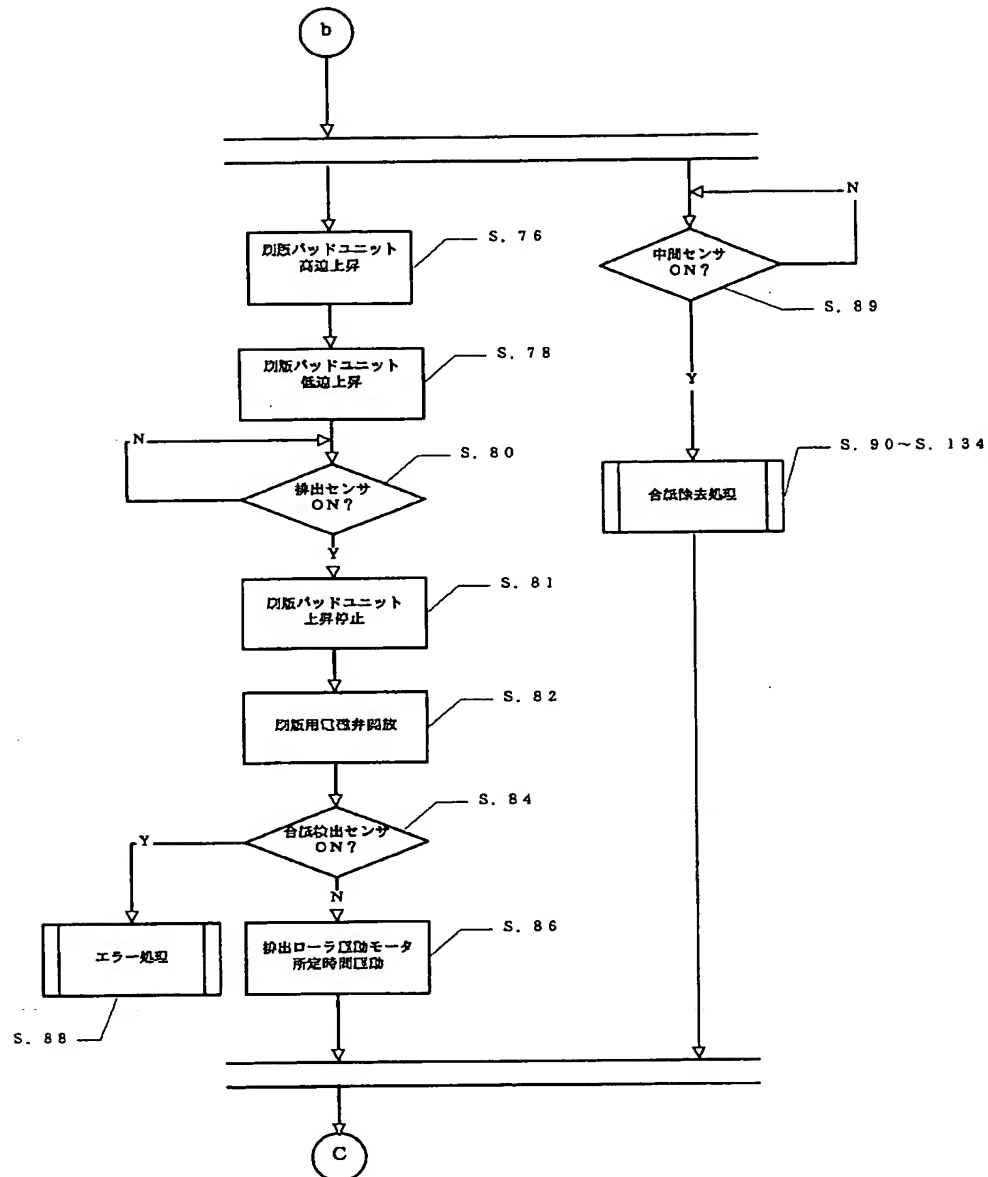 b
刷版パッドユニット
高速上昇
S. 76
N
中間センサ
ON?
S. 89
刷版パッドユニット
低速上昇
S. 78
Y
N
排出センサ
ON?
S. 80
S. 90~S. 134
合紙除去処理
Y
刷版パッドユニット
上昇停止
S. 81
刷版用電磁弁開放
S. 82
合紙検出センサ
ON?
S. 84
Y
N
エラー処理
S. 88
排出ローラ駆動モータ
所定時間駆動
S. 86
C